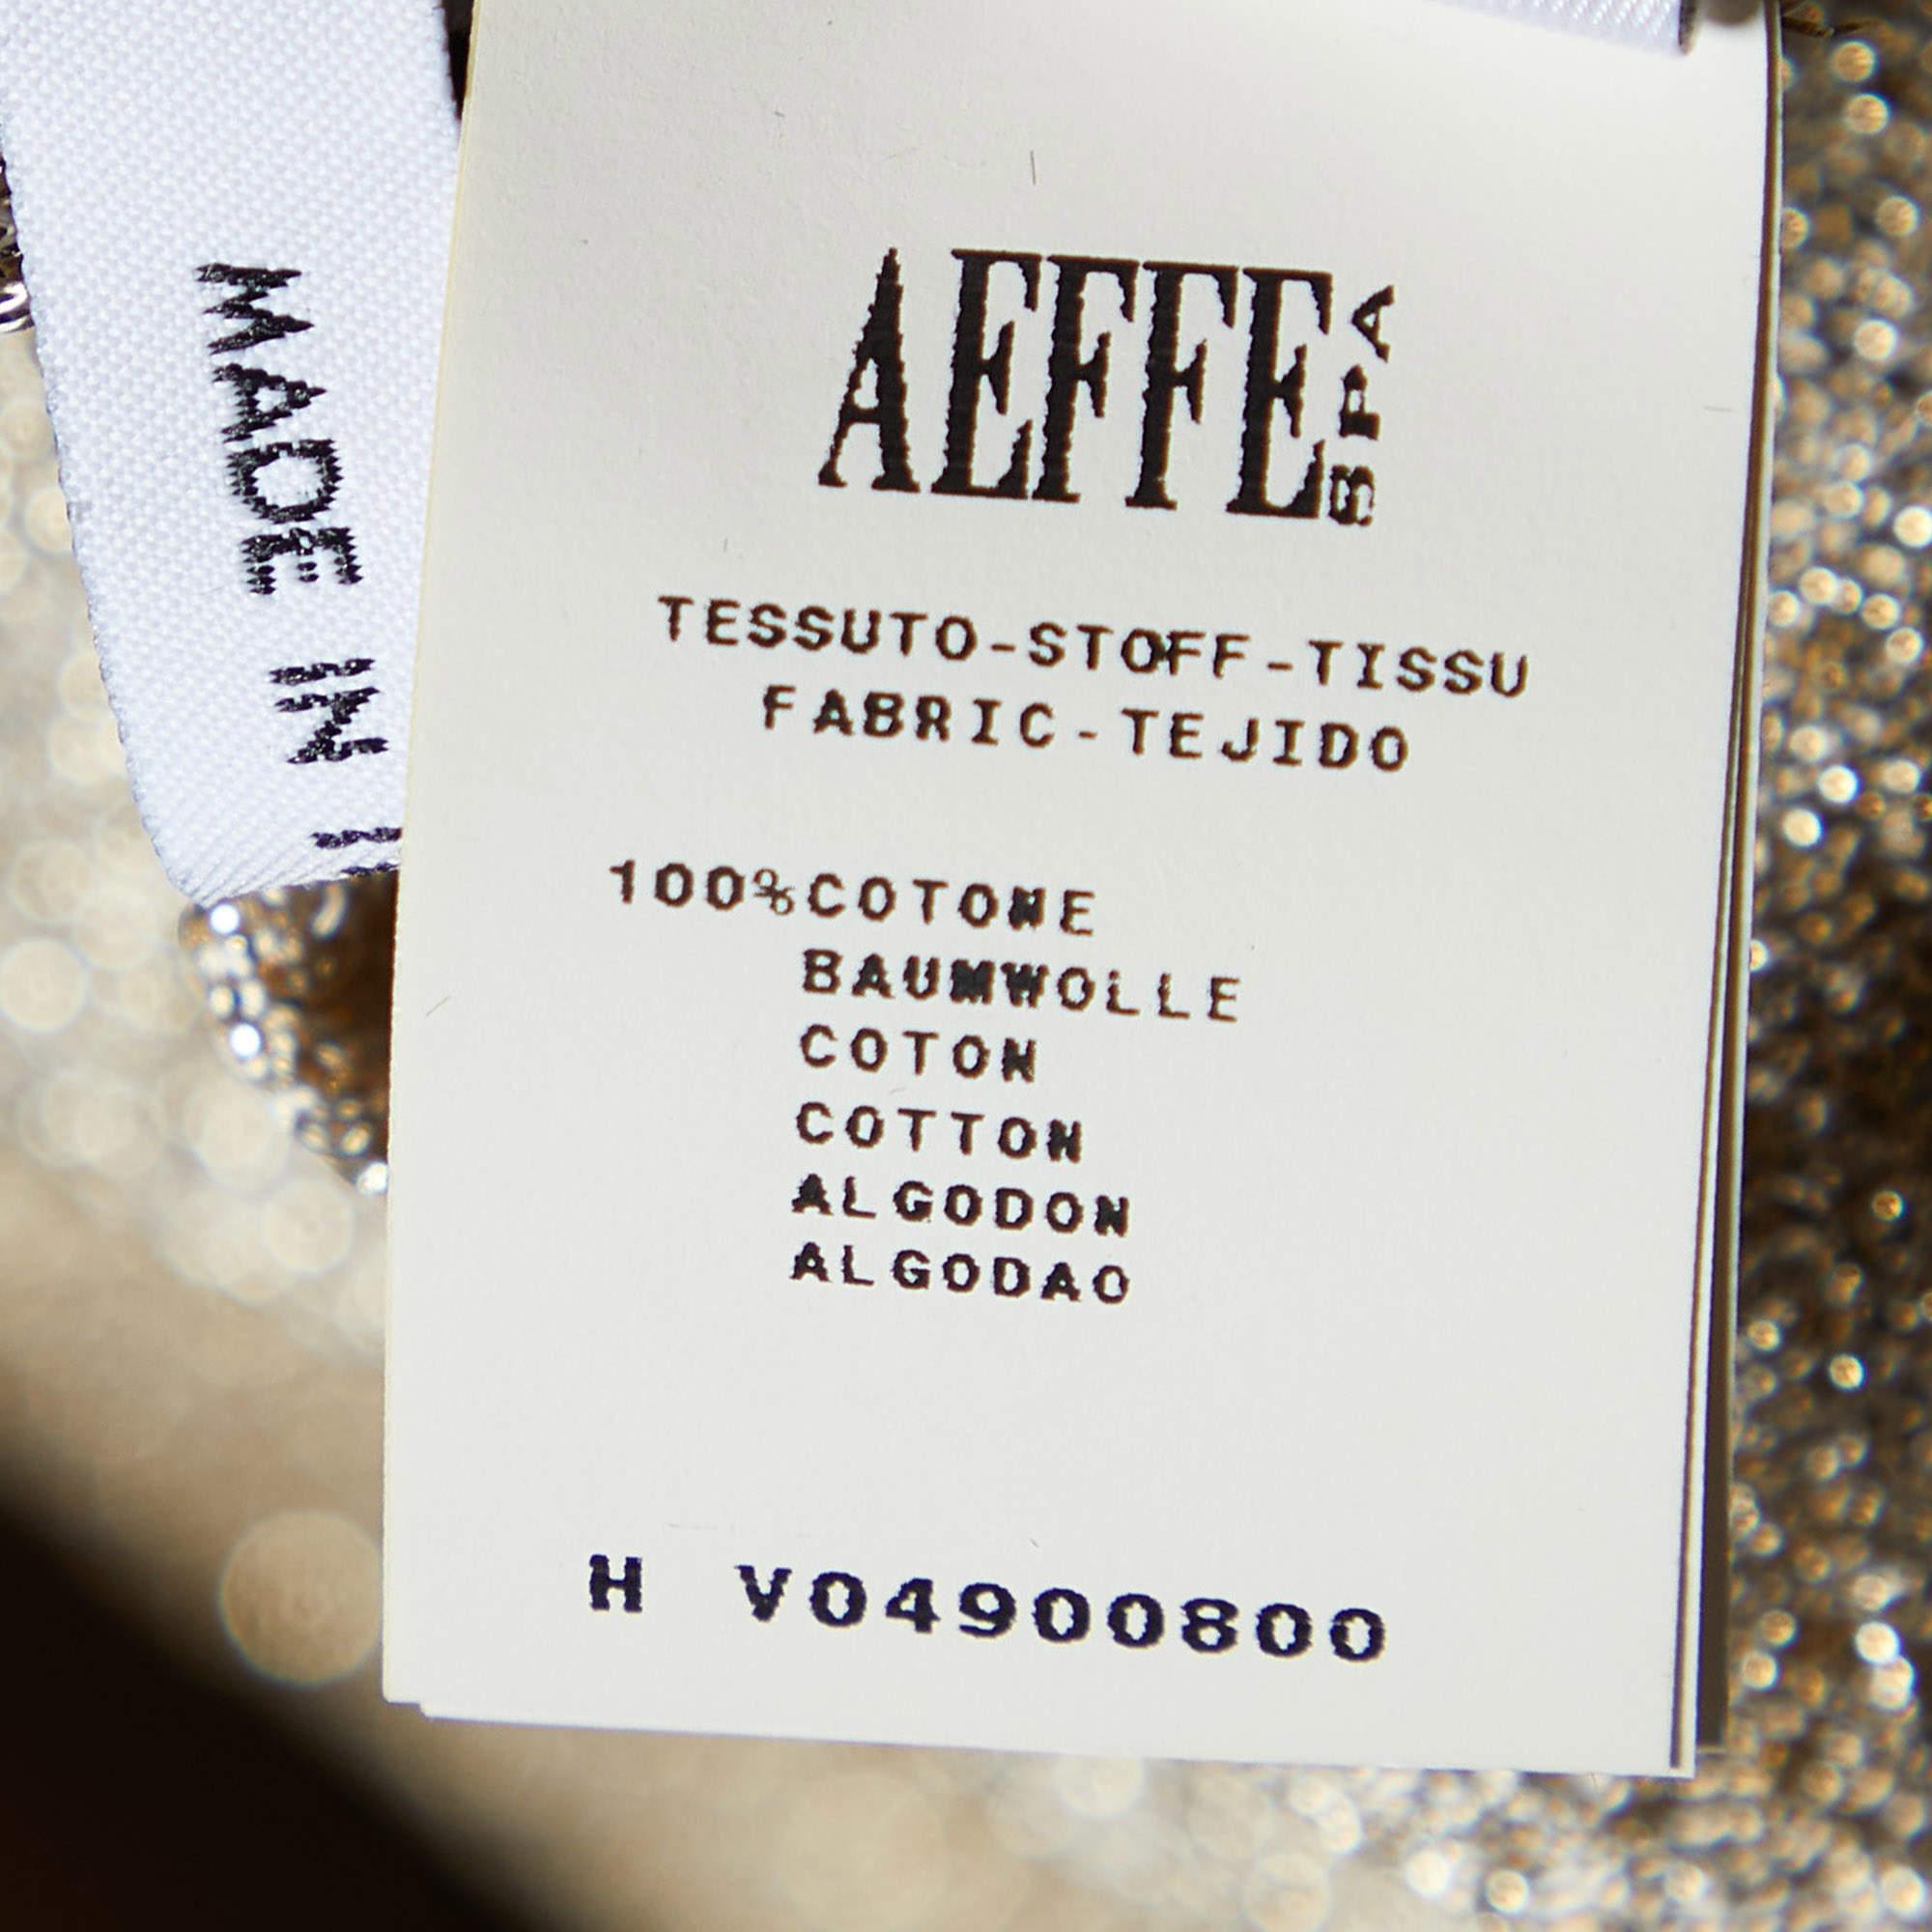 MADE IN
AEFFE SPA
TESSUTO-STOFF-TISSU
FABRIC-TEJIDO
100%COTONE
BAUMWOLLE
COTON
COTTON
ALGODON
ALGODAO
H V04900800